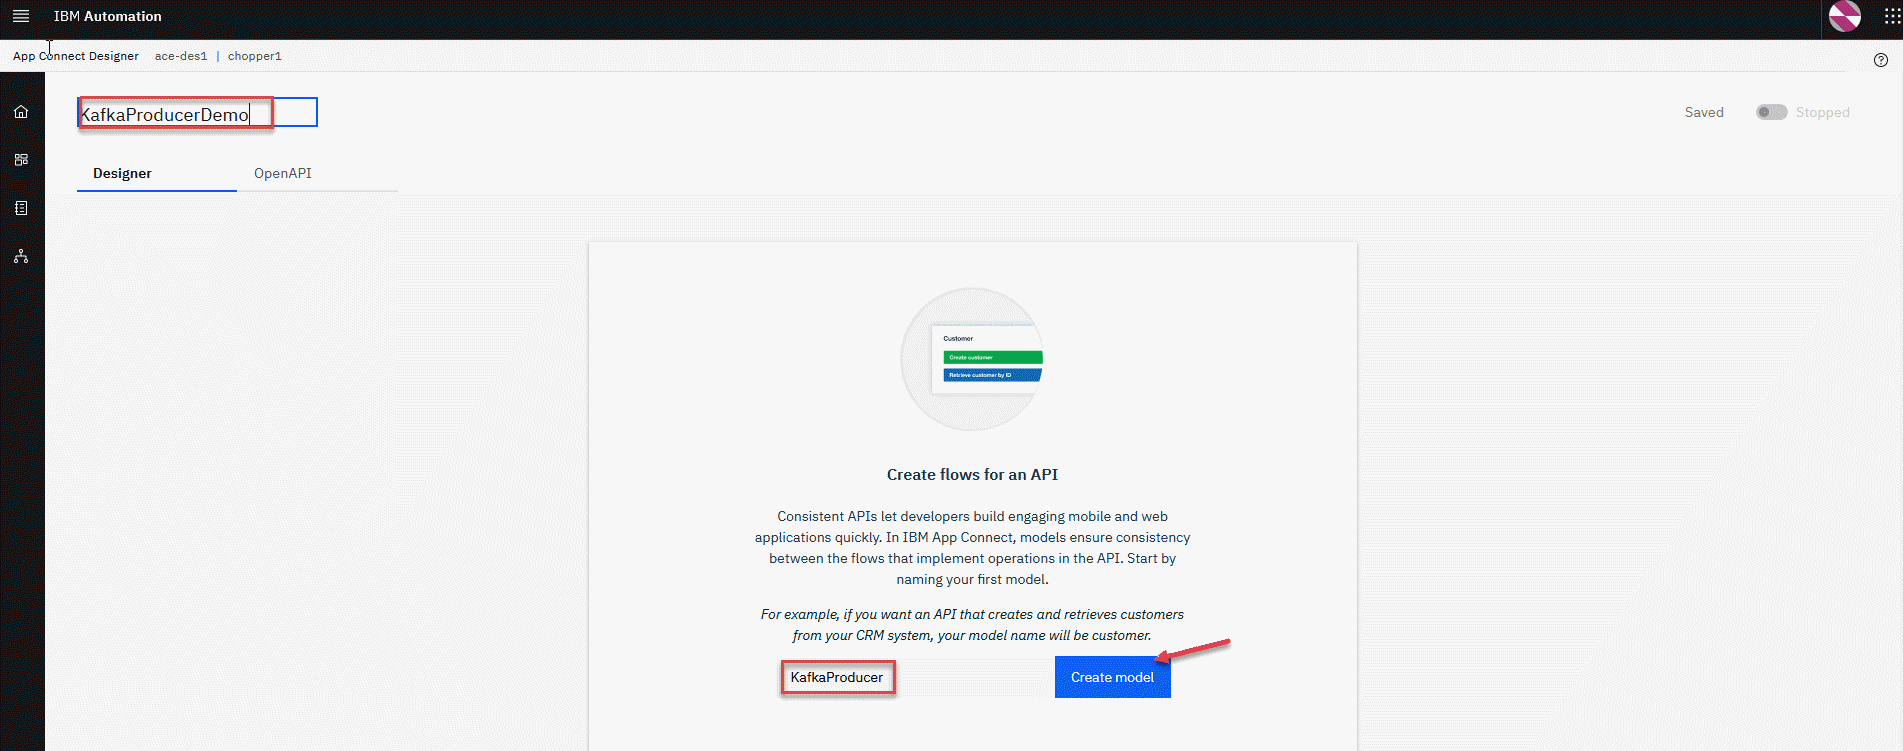 IBM Automation
App Connect Designer ace-des1 | chopper1
KafkaProducerDemo
Saved
Stopped
Designer
OpenAPI
Customer
Create customer
Retrieve customer by ID
Create flows for an API
Consistent APIs let developers build engaging mobile and web
applications quickly. In IBM App Connect, models ensure consistency
between the flows that implement operations in the API. Start by
naming your first model.
For example, if you want an API that creates and retrieves customers
from your CRM system, your model name will be customer.
KafkaProducer
Create model